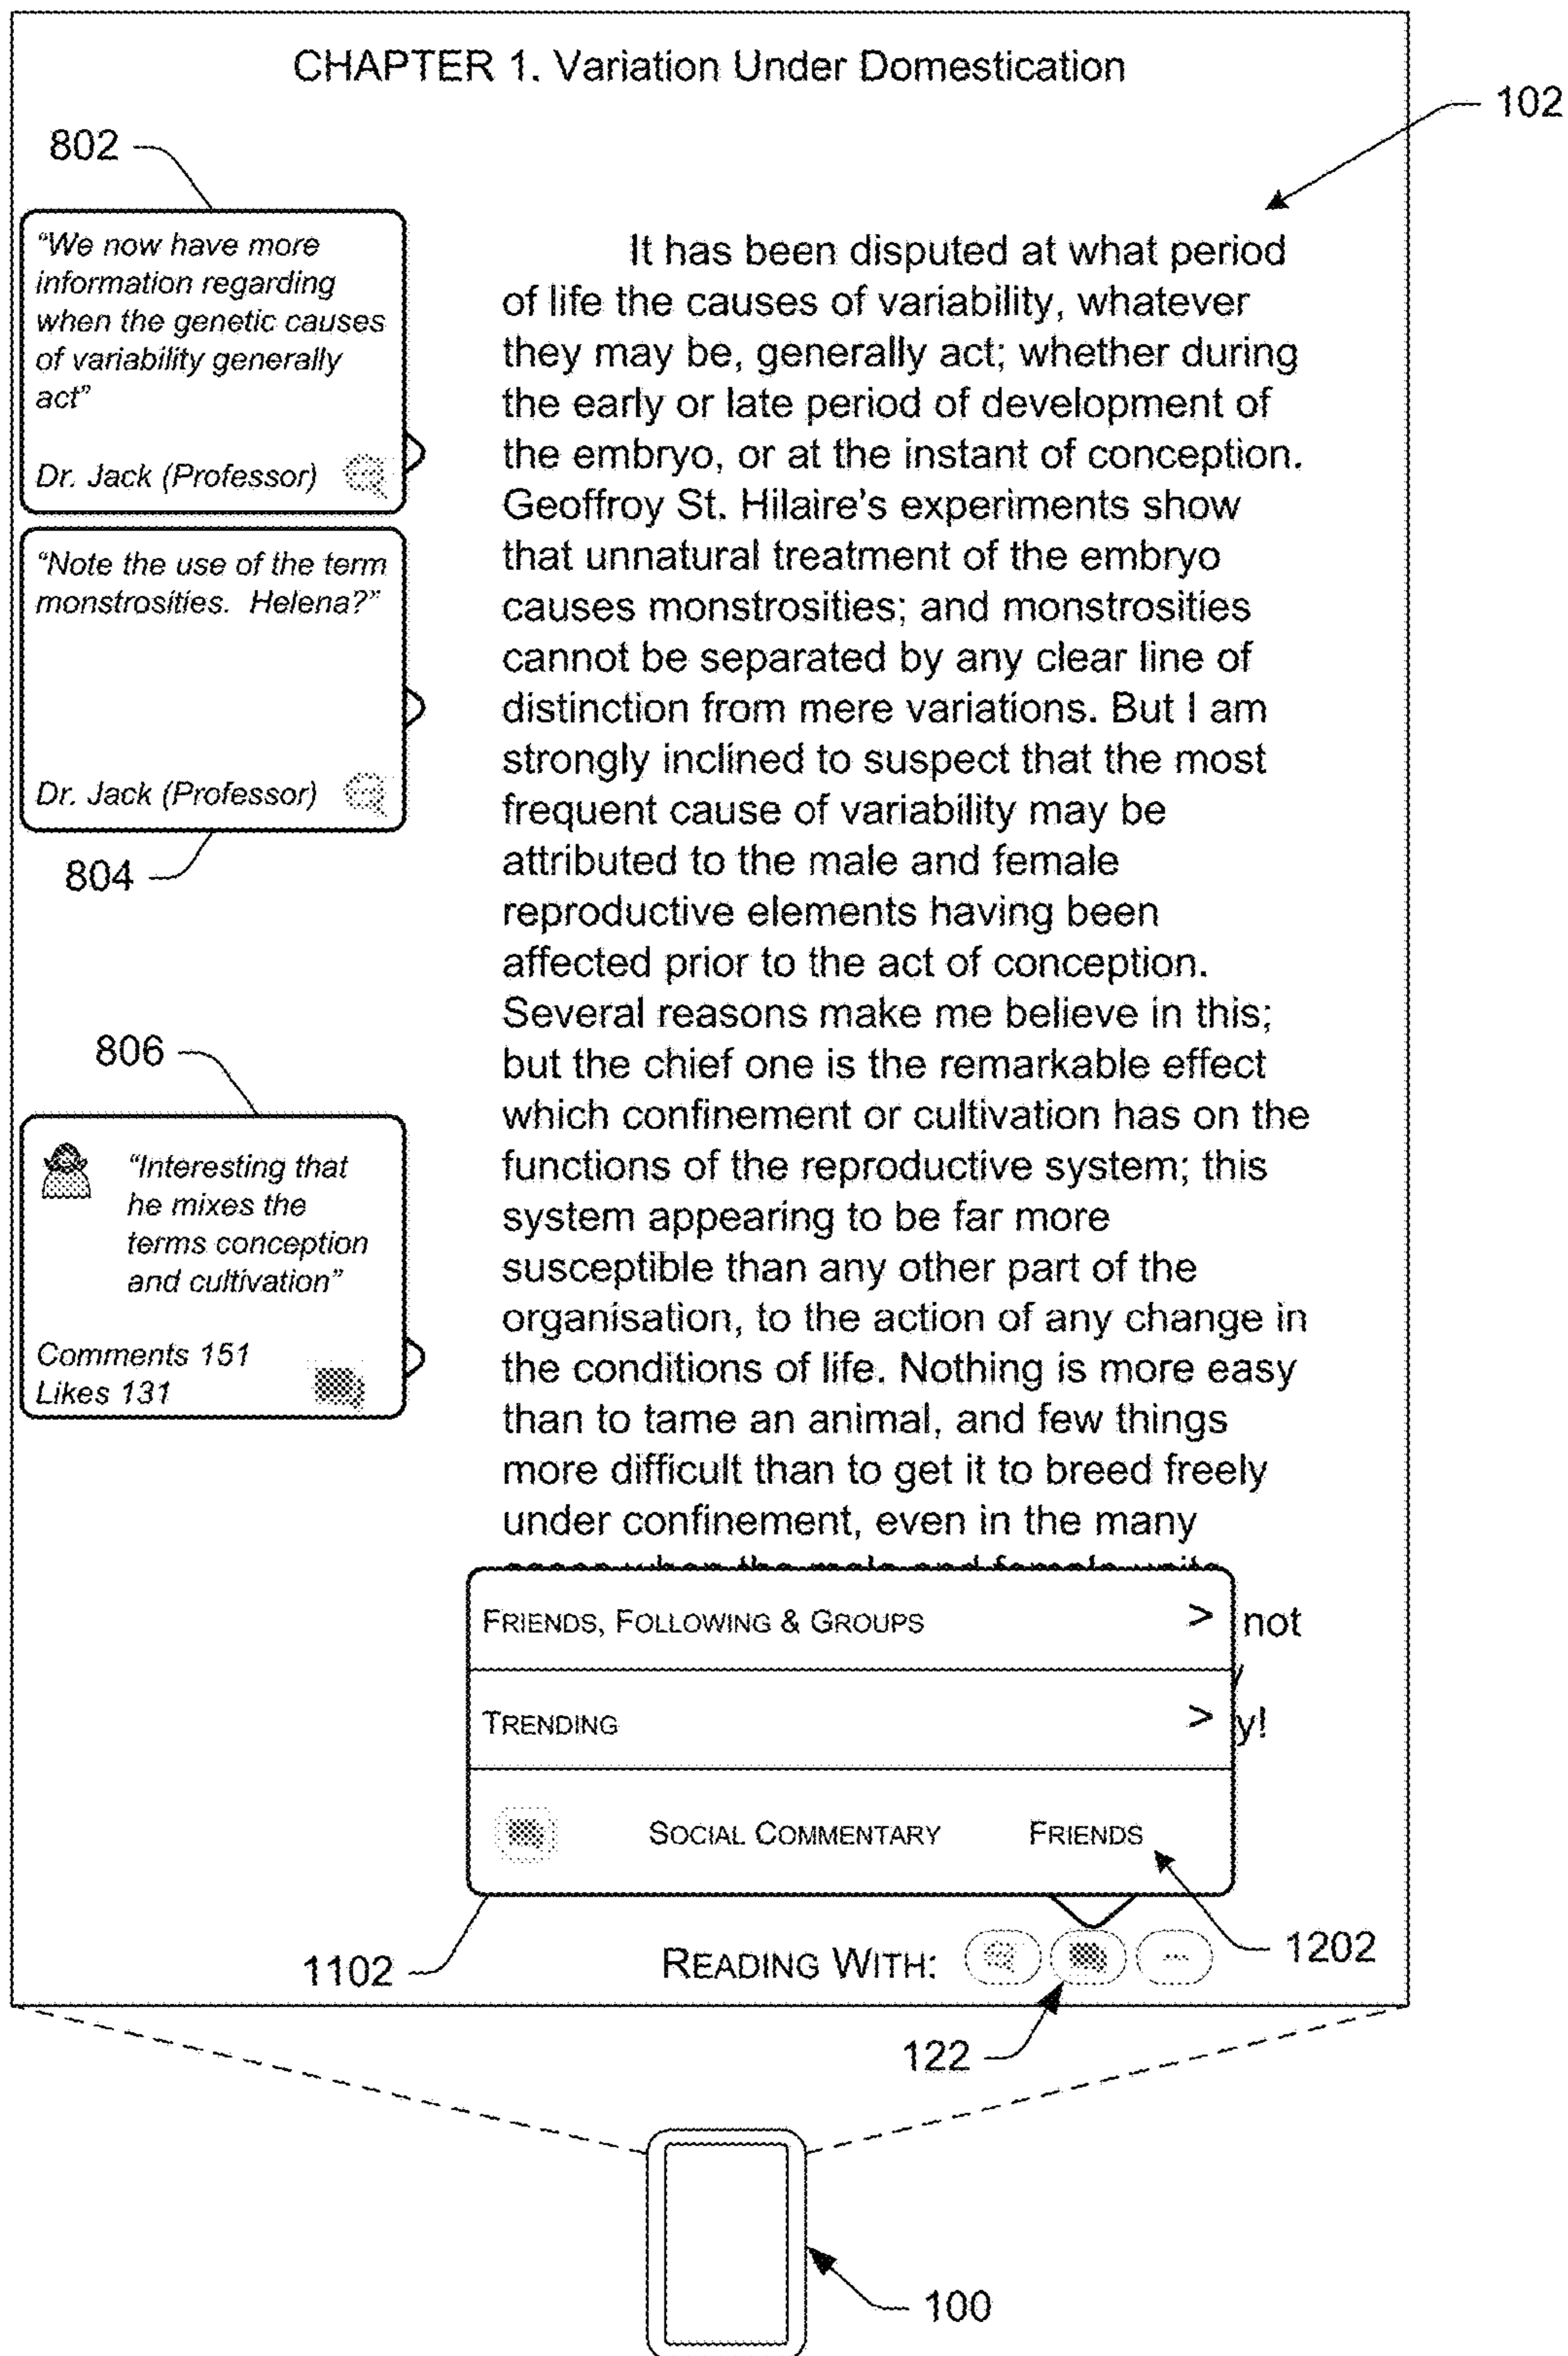 CHAPTER 1. Variation Under Domestication
102
802
“We now have more
information regarding
when the genetic causes
of variability generally
act”
Dr. Jack (Professor)
“Note the use of the term
monstrosities. Helena?”
Dr. Jack (Professor)
804
806
“Interesting that
he mixes the
terms conception
and cultivation”
Comments 151
Likes 131
It has been disputed at what period
of life the causes of variability, whatever
they may be, generally act; whether during
the early or late period of development of
the embryo, or at the instant of conception.
Geoffroy St. Hilaire's experiments show
that unnatural treatment of the embryo
causes monstrosities; and monstrosities
cannot be separated by any clear line of
distinction from mere variations. But I am
strongly inclined to suspect that the most
frequent cause of variability may be
attributed to the male and female
reproductive elements having been
affected prior to the act of conception.
Several reasons make me believe in this;
but the chief one is the remarkable effect
which confinement or cultivation has on the
functions of the reproductive system; this
system appearing to be far more
susceptible than any other part of the
organisation, to the action of any change in
the conditions of life. Nothing is more easy
than to tame an animal, and few things
more difficult than to get it to breed freely
under confinement, even in the many
not
y!
FRIENDS, FOLLOWING & GROUPS >
TRENDING >
SOCIAL COMMENTARY FRIENDS
1102
READING WITH: ...
1202
122
100